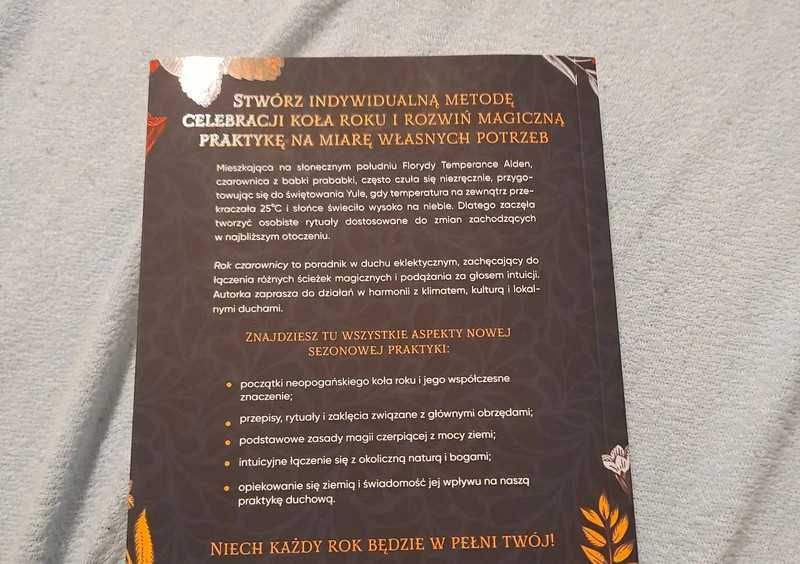 STWÓRZ INDYWIDUALNĄ METODĘ
CELEBRACJI KOŁA ROKU I ROZWIŃ MAGICZNĄ
PRAKTYKĘ NA MIARĘ WŁASNYCH POTRZEB
Mieszkająca na słonecznym południu Florydy Temperance Alden,
czarownica z babki prababki, często czuła się niezręcznie, przygo-
towując się do świętowania Yule, gdy temperatura na zewnątrz prze-
kraczała 25°C i słońce świeciło wysoko na niebie. Dlatego zaczęła
tworzyć osobiste rytuały dostosowane do zmian zachodzących
w najbliższym otoczeniu.
Rok czarownicy to poradnik w duchu eklektycznym, zachęcający do
łączenia różnych ścieżek magicznych i podążania za głosem intuicji.
Autorka zaprasza do działań w harmonii z klimatem, kulturą i lokal-
nymi duchami.
ZNAJDZIESZ TU WSZYSTKIE ASPEKTY NOWEJ
SEZONOWEJ PRAKTYKI:
• początki neopogańskiego koła roku i jego współczesne
znaczenie;
• przepisy, rytuały i zaklęcia związane z głównymi obrzędami;
• podstawowe zasady magii czerpiącej z mocy ziemi;
• intuicyjne łączenie się z okoliczną naturą i bogami;
• opiekowanie się ziemią i świadomość jej wpływu na naszą
praktykę duchową.
NIECH KAŻDY ROK BĘDZIE W PEŁNI TWÓJ!